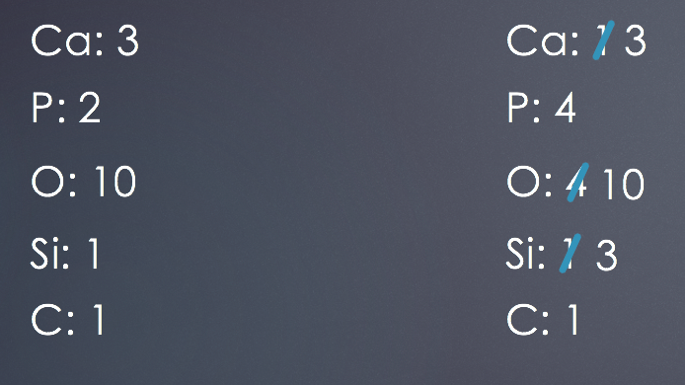 Ca: 3
P: 2
O: 10
Si: 1
C: 1
Ca: 1 3
P: 4
O: 4 10
Si: 1 3
C: 1